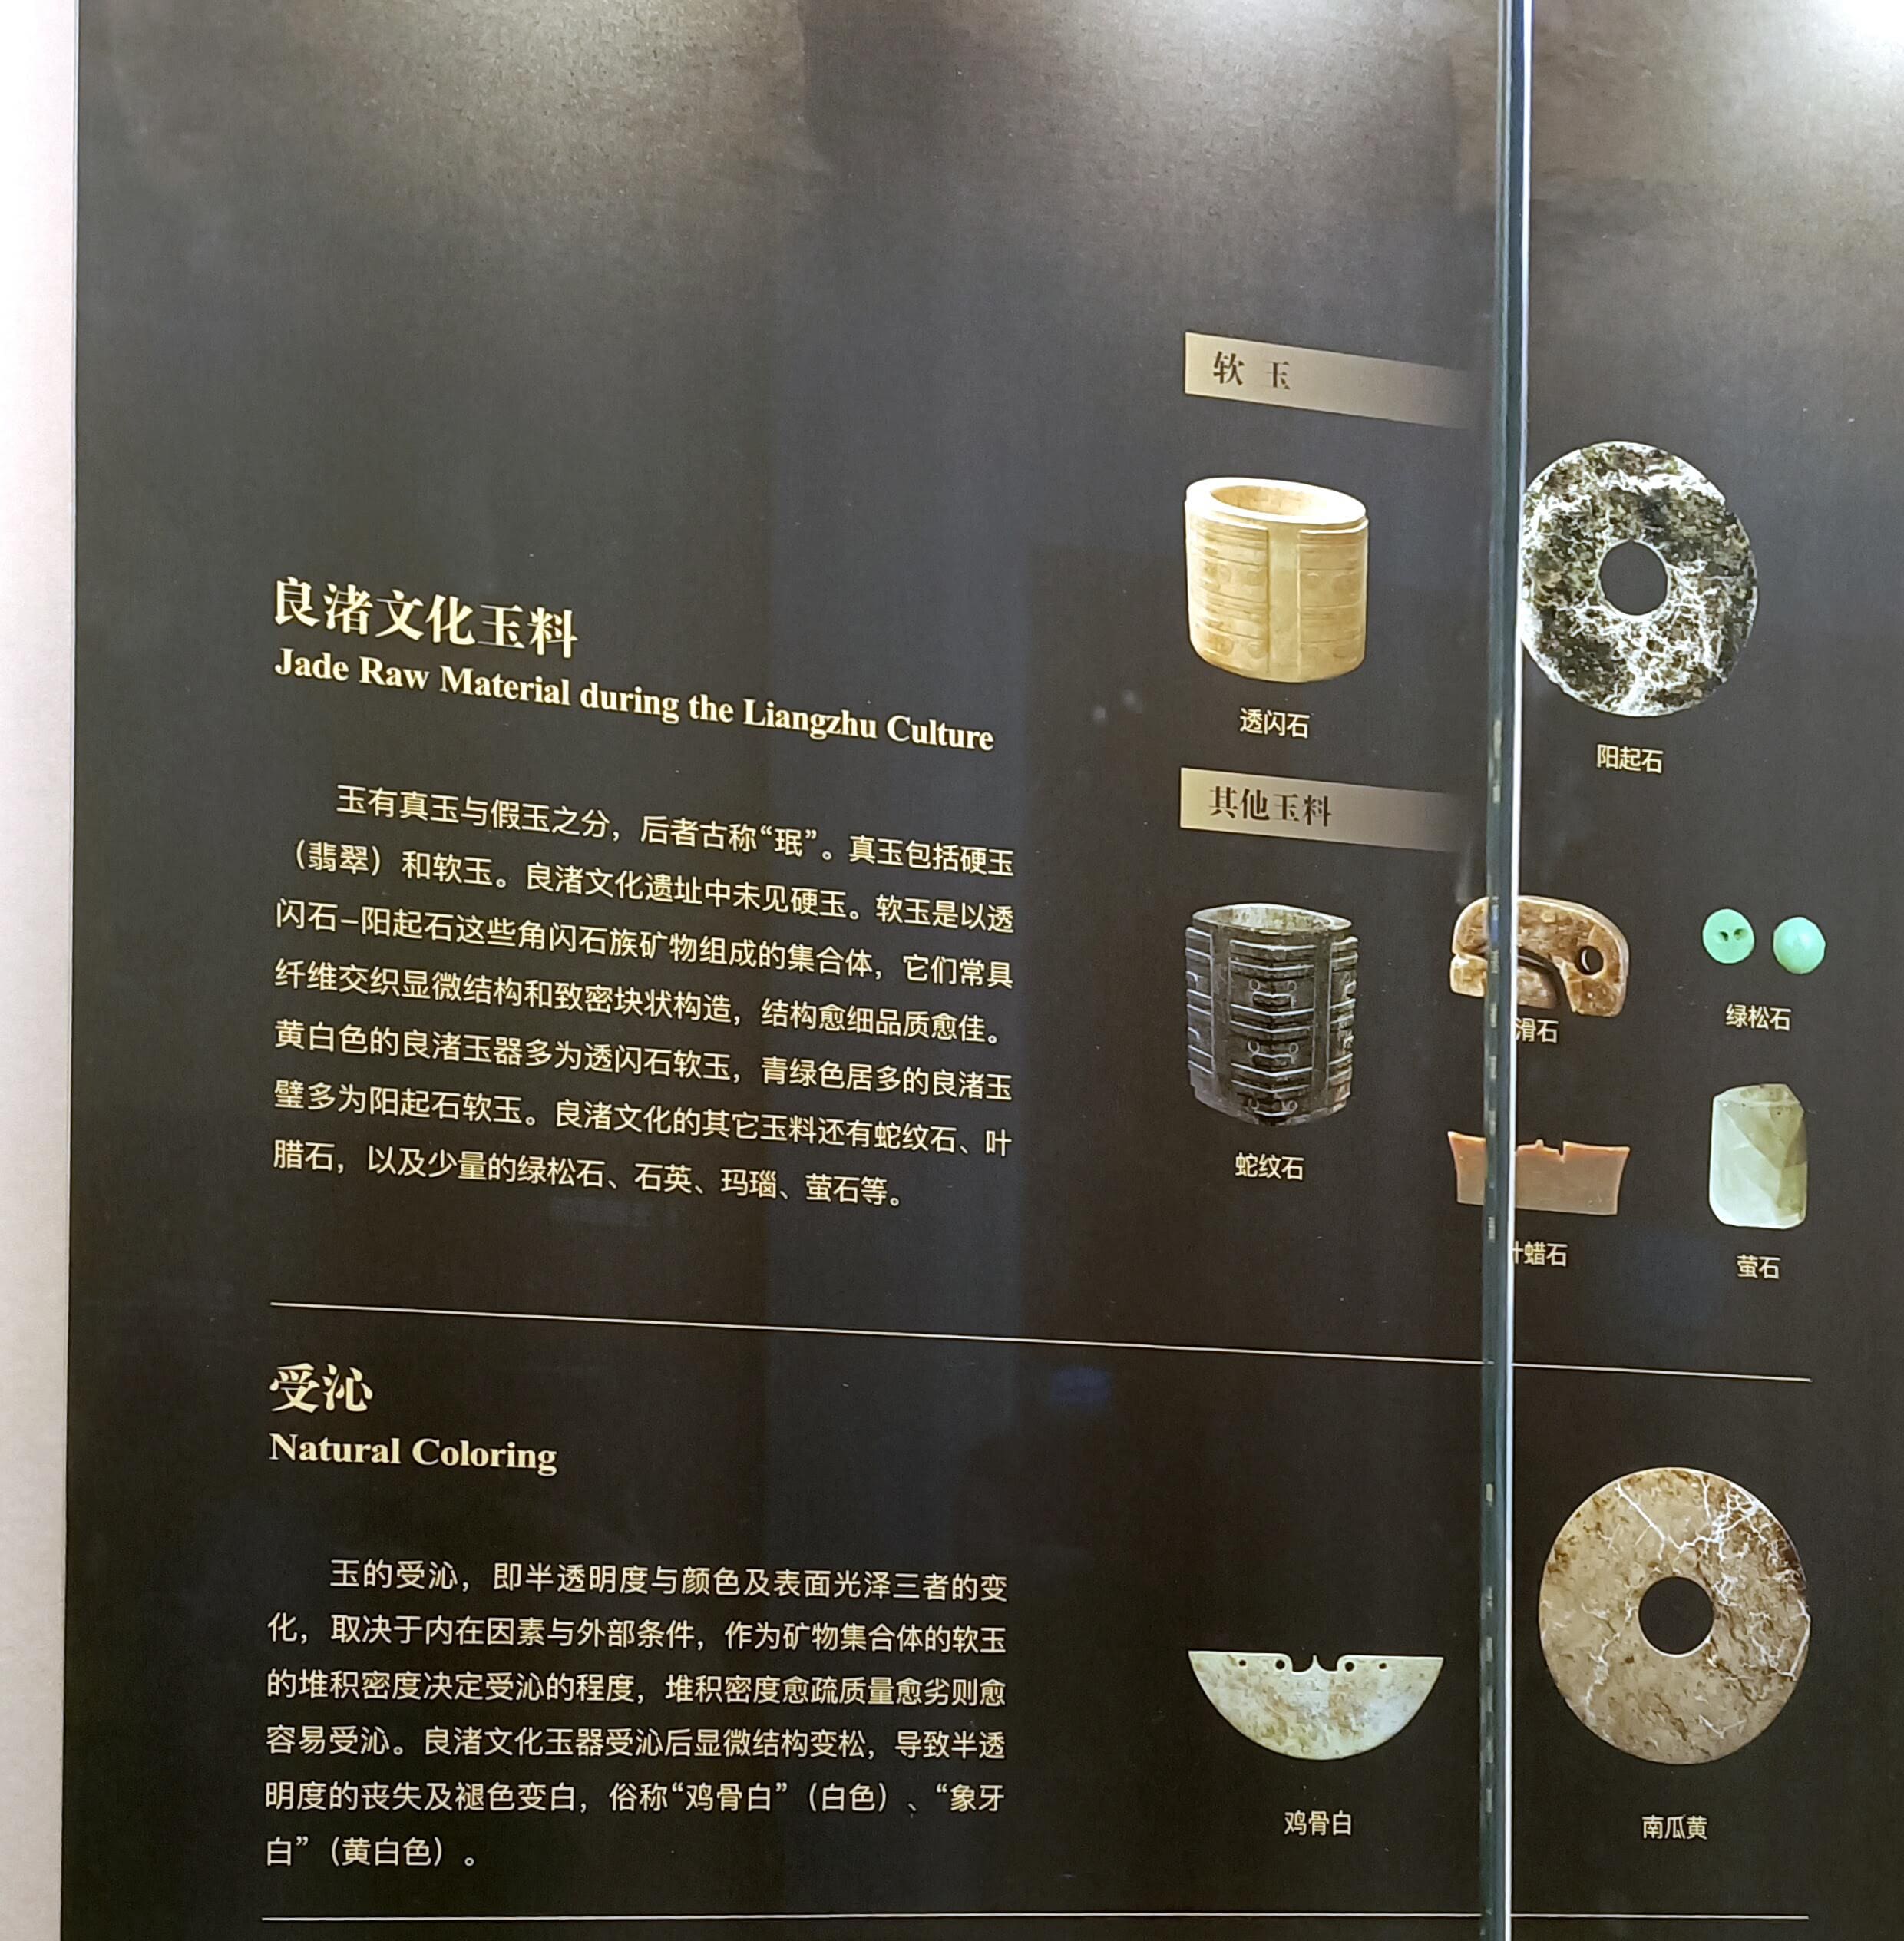 良渚文化玉料
Jade Raw Material during the Liangzhu Culture
玉有真玉与假玉之分，后者古称“珉”。真玉包括硬玉
（翡翠）和软玉。良渚文化遗址中未见硬玉。软玉是以透
闪石–阳起石这些角闪石族矿物组成的集合体，它们常具
纤维交织显微结构和致密块状构造，结构愈细品质愈佳。
黄白色的良渚玉器多为透闪石软玉，青绿色居多的良渚玉
璧多为阳起石软玉。良渚文化的其它玉料还有蛇纹石、叶
腊石，以及少量的绿松石、石英、玛瑙、萤石等。
软 玉
透闪石
阳起石
其他玉料
蛇纹石
滑石
绿松石
叶蜡石
萤石
受沁
Natural Coloring
玉的受沁，即半透明度与颜色及表面光泽三者的变
化，取决于内在因素与外部条件，作为矿物集合体的软玉
的堆积密度决定受沁的程度，堆积密度愈疏质量愈劣则愈
容易受沁。良渚文化玉器受沁后显微结构变松，导致半透
明度的丧失及褪色变白，俗称“鸡骨白”（白色）、“象牙
白”（黄白色）。
鸡骨白
南瓜黄